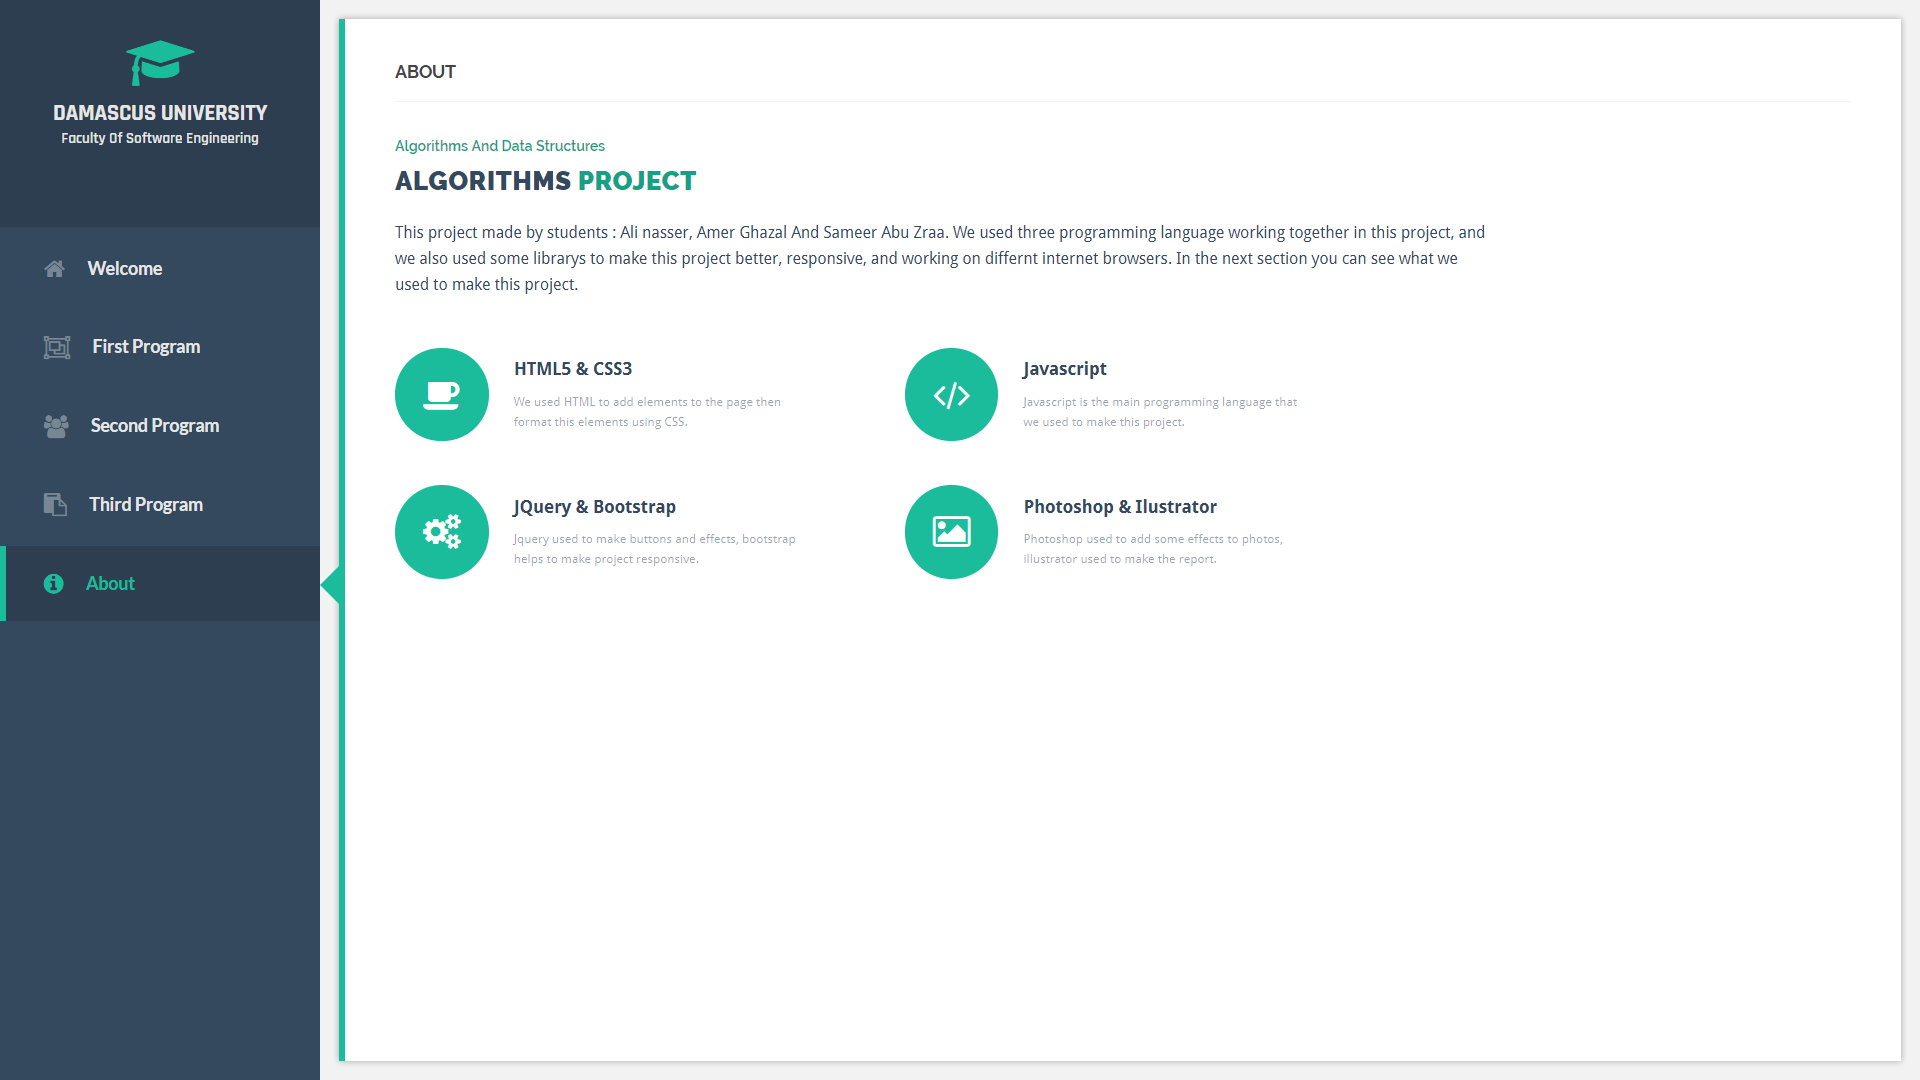 DAMASCUS UNIVERSITY
Faculty Of Software Engineering
Welcome
First Program
Second Program
Third Program
About
ABOUT
Algorithms And Data Structures
ALGORITHMS PROJECT
This project made by students : Ali nasser, Amer Ghazal And Sameer Abu Zraa. We used three programming language working together in this project, and
we also used some librarys to make this project better, responsive, and working on differnt internet browsers. In the next section you can see what we
used to make this project.
HTML5 & CSS3
We used HTML to add elements to the page then
format this elements using CSS.
Javascript
Javascript is the main programming language that
we used to make this project.
JQuery & Bootstrap
Jquery used to make buttons and effects, bootstrap
helps to make project responsive.
Photoshop & Ilustrator
Photoshop used to add some effects to photos,
illustrator used to make the report.